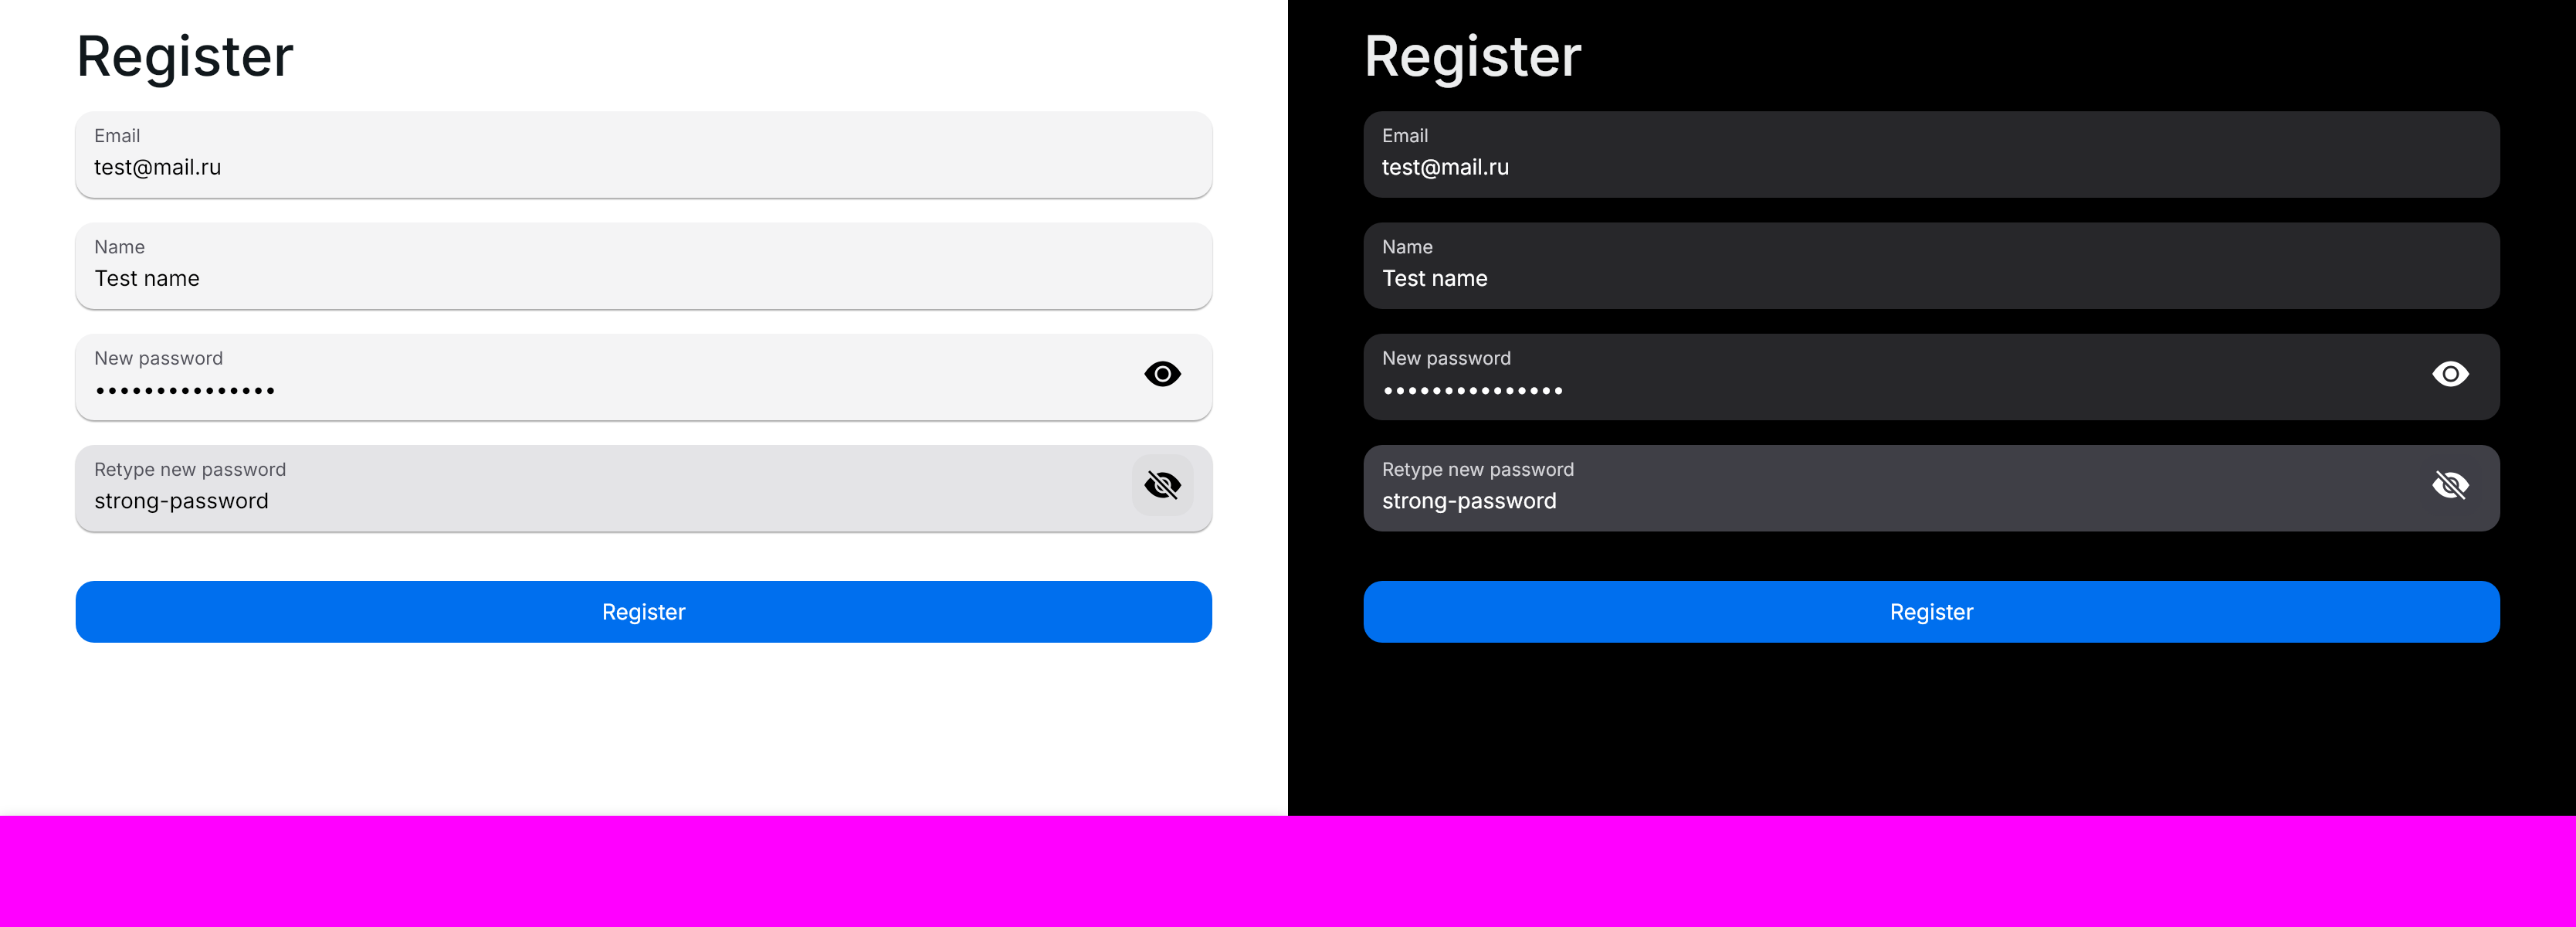 Register
Email
test@mail.ru
Name
Test name
New password
•••••••••••••••
Retype new password
strong-password
Register
Register
Email
test@mail.ru
Name
Test name
New password
•••••••••••••••
Retype new password
strong-password
Register